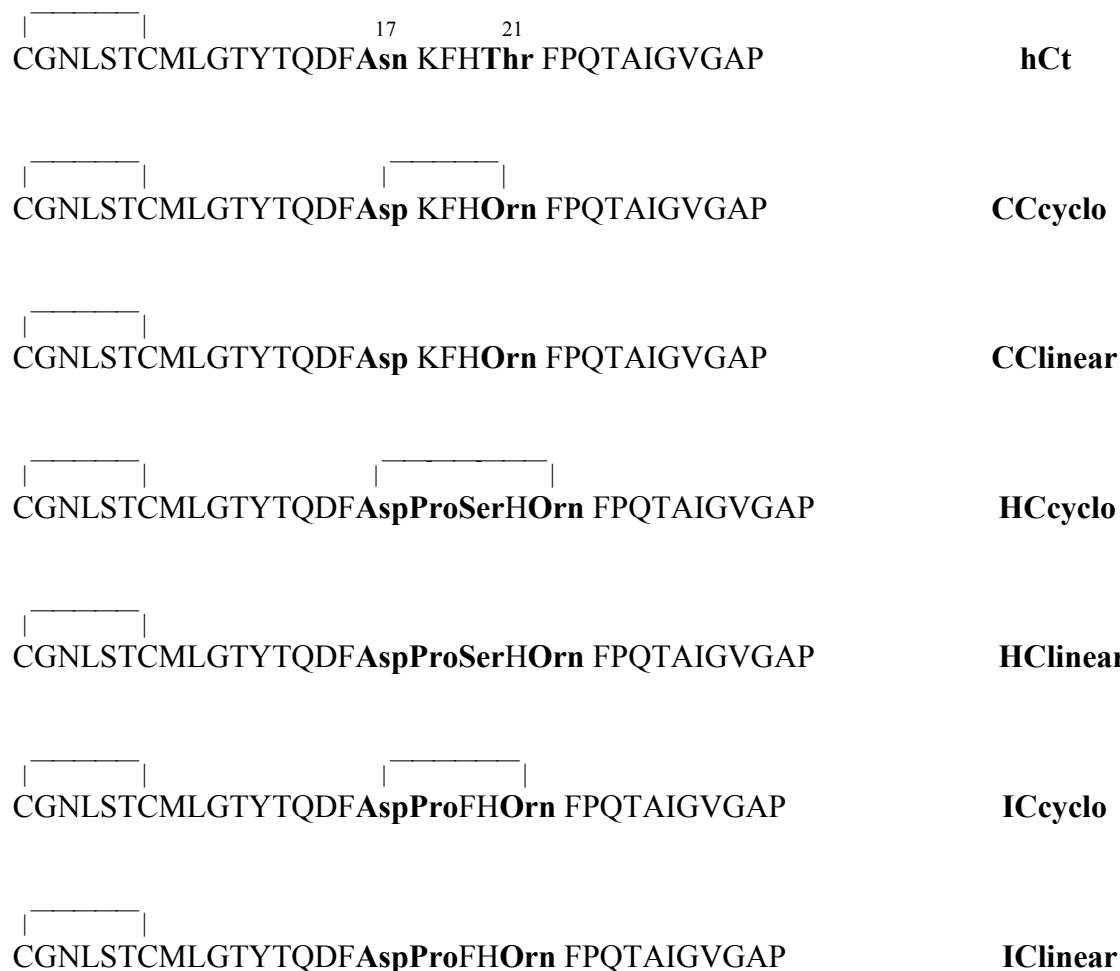 17 21
CGNLSTCMLGTYTQDFAsn KFHThr FPQTAIGVGAP hCt
CGNLSTCMLGTYTQDFAsp KFHOrn FPQTAIGVGAP CCcyclo
CGNLSTCMLGTYTQDFAsp KFHOrn FPQTAIGVGAP CClinear
CGNLSTCMLGTYTQDFAspProSerHOrn FPQTAIGVGAP HCcyclo
CGNLSTCMLGTYTQDFAspProSerHOrn FPQTAIGVGAP HClinear
CGNLSTCMLGTYTQDFAspProFHOrn FPQTAIGVGAP ICcyclo
CGNLSTCMLGTYTQDFAspProFHOrn FPQTAIGVGAP IClinear